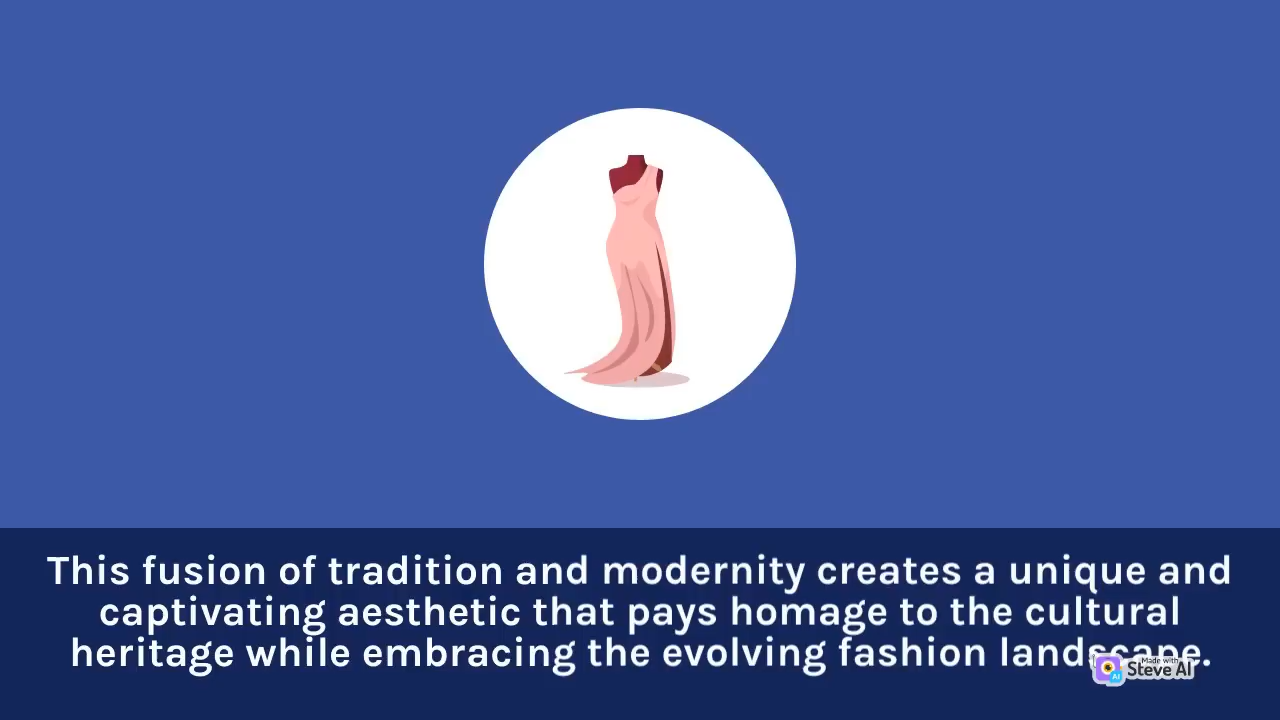 This fusion of tradition and modernity creates a unique and
captivating aesthetic that pays homage to the cultural
heritage while embracing the evolving fashion landscape.
Made with
Steve AI
AI